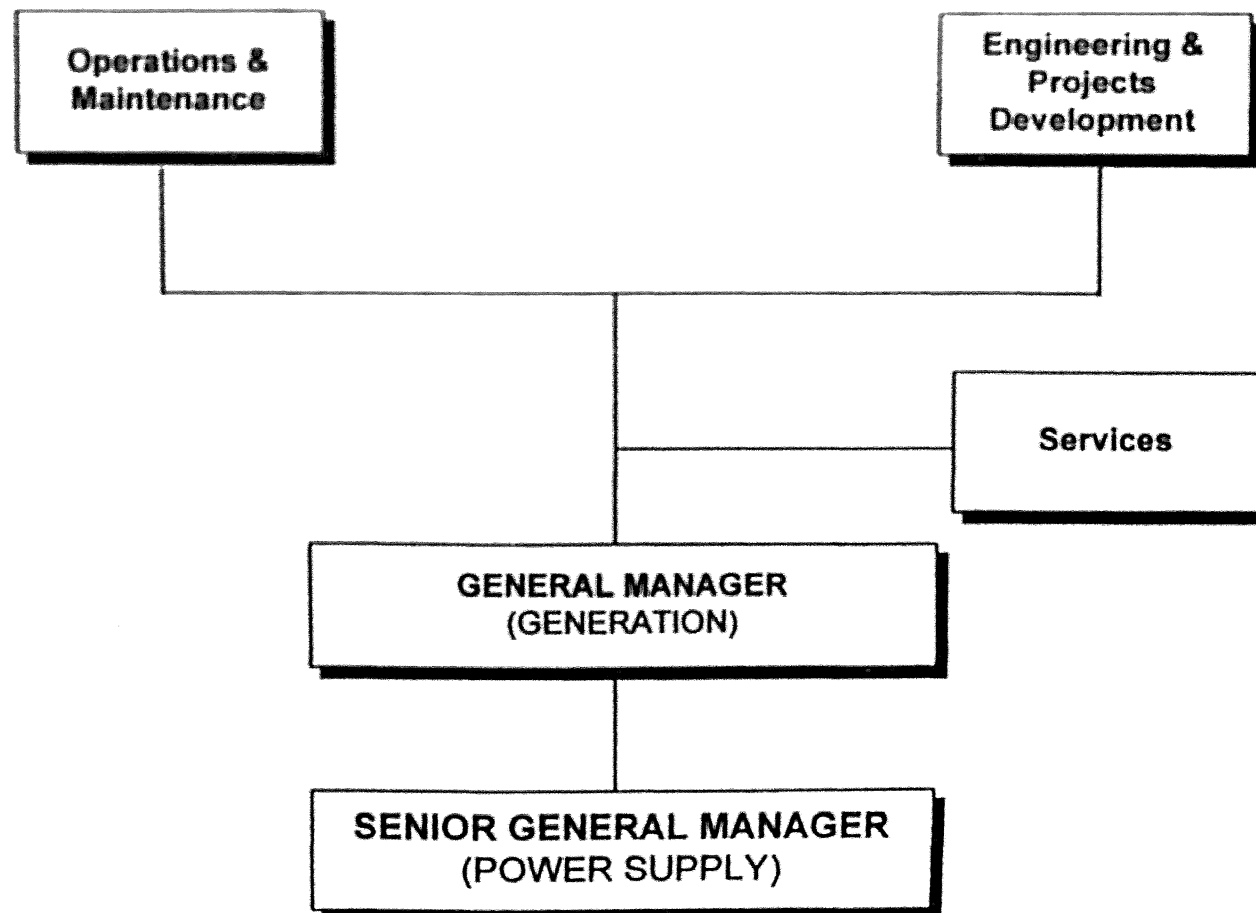 Operations &
Maintenance
Engineering &
Projects
Development
Services
GENERAL MANAGER
(GENERATION)
SENIOR GENERAL MANAGER
(POWER SUPPLY)